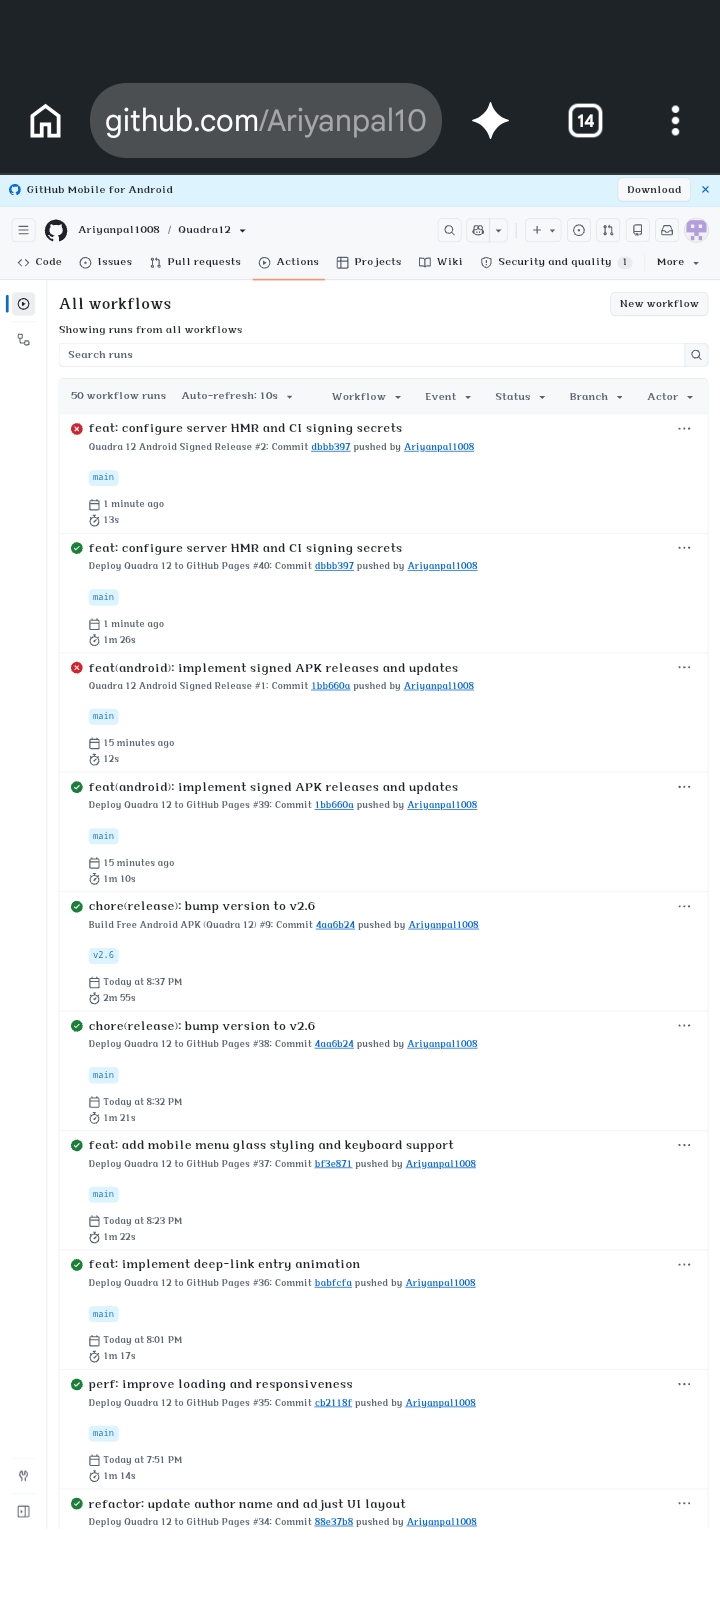 github.com/Ariyanpal10
14
GitHub Mobile for Android
Download
Ariyanpal1008 / Quadra12
Code Issues Pull requests Actions Projects Wiki Security and quality 1 More
All workflows
New workflow
Showing runs from all workflows
Search runs
50 workflow runs Auto-refresh: 10s Workflow Event Status Branch Actor
feat: configure server HMR and CI signing secrets
Quadra 12 Android Signed Release #2: Commit dbbb397 pushed by Ariyanpal1008
main
1 minute ago
13s
feat: configure server HMR and CI signing secrets
Deploy Quadra 12 to GitHub Pages #40: Commit dbbb397 pushed by Ariyanpal1008
main
1 minute ago
1m 26s
feat(android): implement signed APK releases and updates
Quadra 12 Android Signed Release #1: Commit 1bb660a pushed by Ariyanpal1008
main
15 minutes ago
12s
feat(android): implement signed APK releases and updates
Deploy Quadra 12 to GitHub Pages #39: Commit 1bb660a pushed by Ariyanpal1008
main
15 minutes ago
1m 10s
chore(release): bump version to v2.6
Build Free Android APK (Quadra 12) #9: Commit 4aa6b24 pushed by Ariyanpal1008
v2.6
Today at 8:37 PM
2m 55s
chore(release): bump version to v2.6
Deploy Quadra 12 to GitHub Pages #38: Commit 4aa6b24 pushed by Ariyanpal1008
main
Today at 8:32 PM
1m 21s
feat: add mobile menu glass styling and keyboard support
Deploy Quadra 12 to GitHub Pages #37: Commit bf3e871 pushed by Ariyanpal1008
main
Today at 8:23 PM
1m 22s
feat: implement deep-link entry animation
Deploy Quadra 12 to GitHub Pages #36: Commit babfcfa pushed by Ariyanpal1008
main
Today at 8:01 PM
1m 17s
perf: improve loading and responsiveness
Deploy Quadra 12 to GitHub Pages #35: Commit cb2118f pushed by Ariyanpal1008
main
Today at 7:51 PM
1m 14s
refactor: update author name and adjust UI layout
Deploy Quadra 12 to GitHub Pages #34: Commit 88e37b8 pushed by Ariyanpal1008